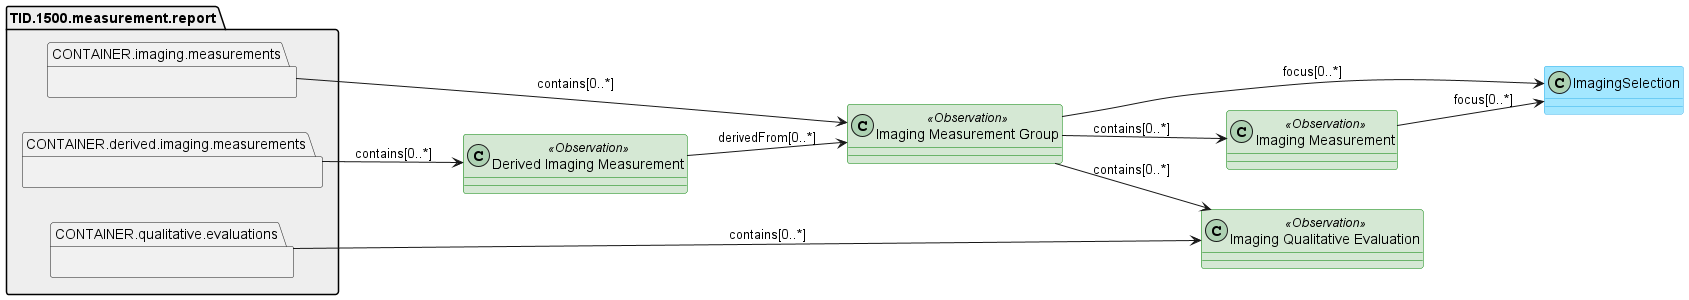 TID.1500.measurement.report
CONTAINER.imaging.measurements
contains[0..*]
CONTAINER.derived.imaging.measurements
contains[0..*]
C
«Observation»
Derived Imaging Measurement
derivedFrom[0..*]
C
«Observation»
Imaging Measurement Group
focus[0..*]
contains[0..*]
contains[0..*]
C
«Observation»
Imaging Measurement
focus[0..*]
C
ImagingSelection
CONTAINER.qualitative.evaluations
contains[0..*]
C
«Observation»
Imaging Qualitative Evaluation